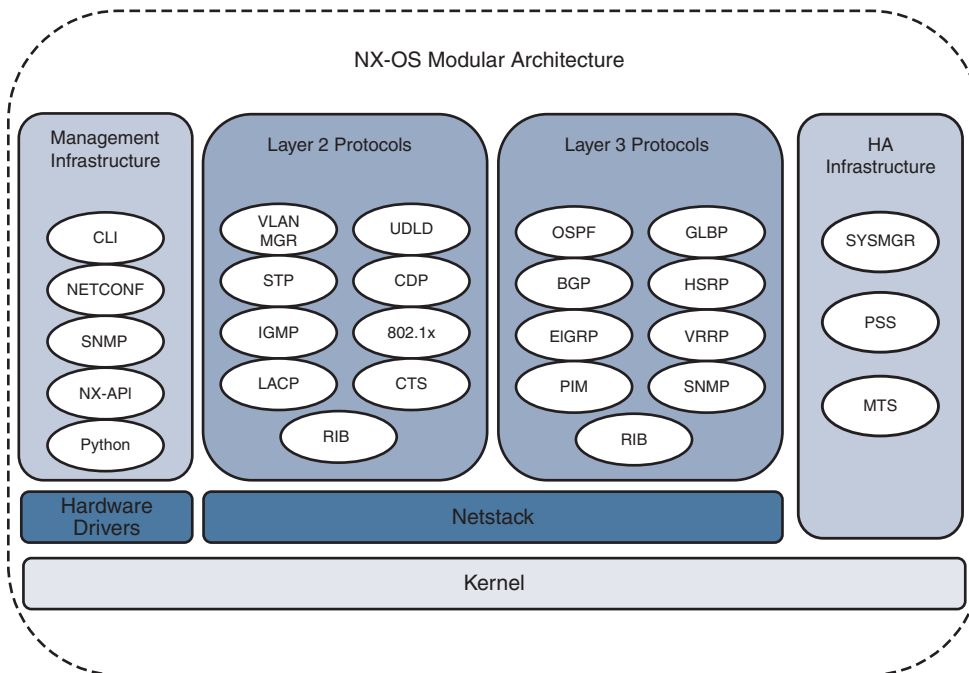 NX-OS Modular Architecture
Management
Infrastructure
CLI
NETCONF
SNMP
NX-API
Python
Layer 2 Protocols
VLAN
MGR
UDLD
STP
CDP
IGMP
802.1x
LACP
CTS
RIB
Layer 3 Protocols
OSPF
GLBP
BGP
HSRP
EIGRP
VRRP
PIM
SNMP
RIB
HA
Infrastructure
SYSMGR
PSS
MTS
Hardware
Drivers
Netstack
Kernel